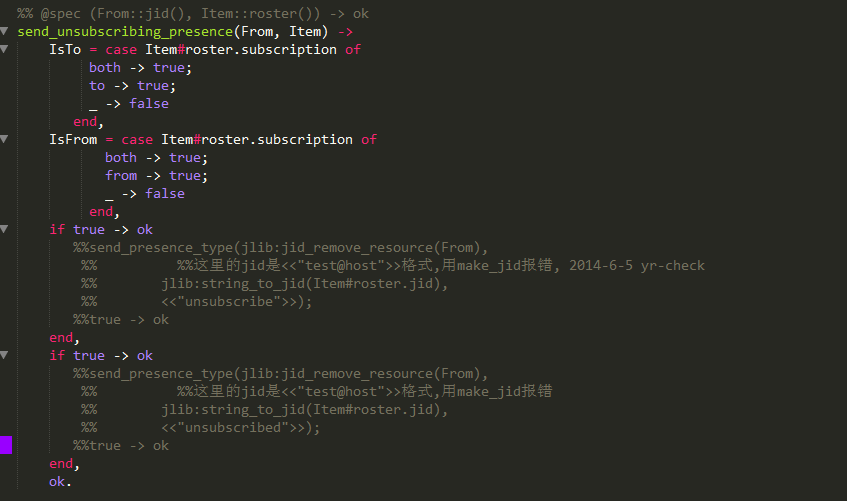 %% @spec (From::jid(), Item::roster()) -> ok
send_unsubscribing_presence(From, Item) ->
IsTo = case Item#roster.subscription of
both -> true;
to -> true;
_ -> false
end,
IsFrom = case Item#roster.subscription of
both -> true;
from -> true;
_ -> false
end,
if true -> ok
%%send_presence_type(jlib:jid_remove_resource(From),
%% %%这里的jid是<<"test@host">>格式,用make_jid报错, 2014-6-5 yr-check
%% jlib:string_to_jid(Item#roster.jid),
%% <<"unsubscribe">>);
%%true -> ok
end,
if true -> ok
%%send_presence_type(jlib:jid_remove_resource(From),
%% %%这里的jid是<<"test@host">>格式,用make_jid报错
%% jlib:string_to_jid(Item#roster.jid),
%% <<"unsubscribed">>);
%%true -> ok
end,
ok.